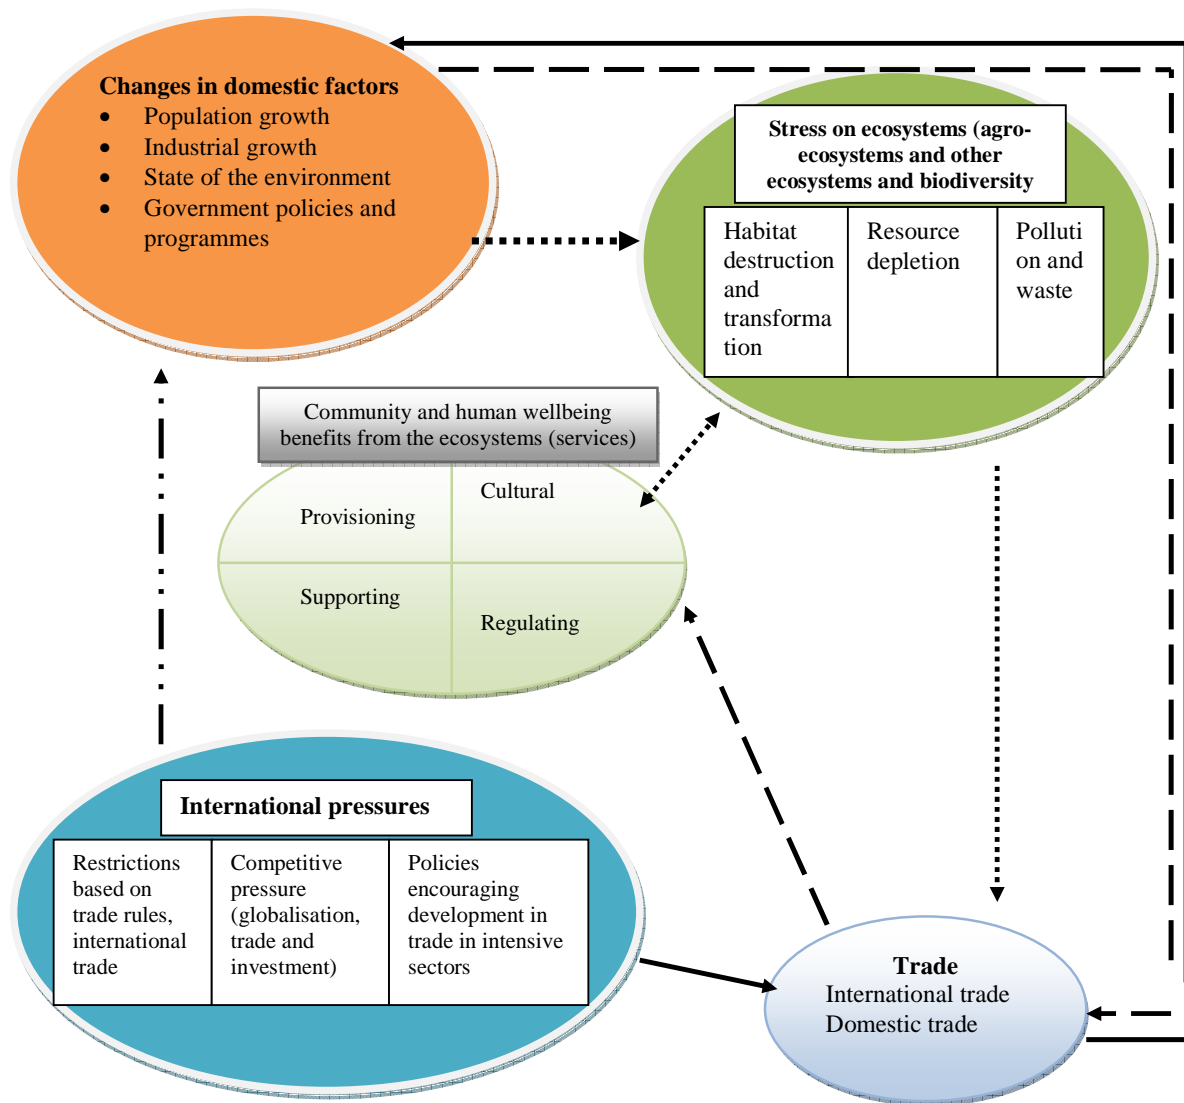 Changes in domestic factors
• Population growth
• Industrial growth
• State of the environment
• Government policies and
programmes
Stress on ecosystems (agro-
ecosystems and other
ecosystems and biodiversity
Habitat
destruction
and
transforma
tion
Resource
depletion
Polluti
on and
waste
Community and human wellbeing
benefits from the ecosystems (services)
Provisioning
Cultural
Supporting
Regulating
International pressures
Restrictions
based on
trade rules,
international
trade
Competitive
pressure
(globalisation,
trade and
investment)
Policies
encouraging
development in
trade in intensive
sectors
Trade
International trade
Domestic trade